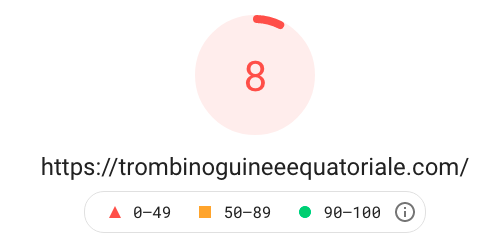 8
https://trombinoguineeequatoriale.com/
0–49 50–89 90–100